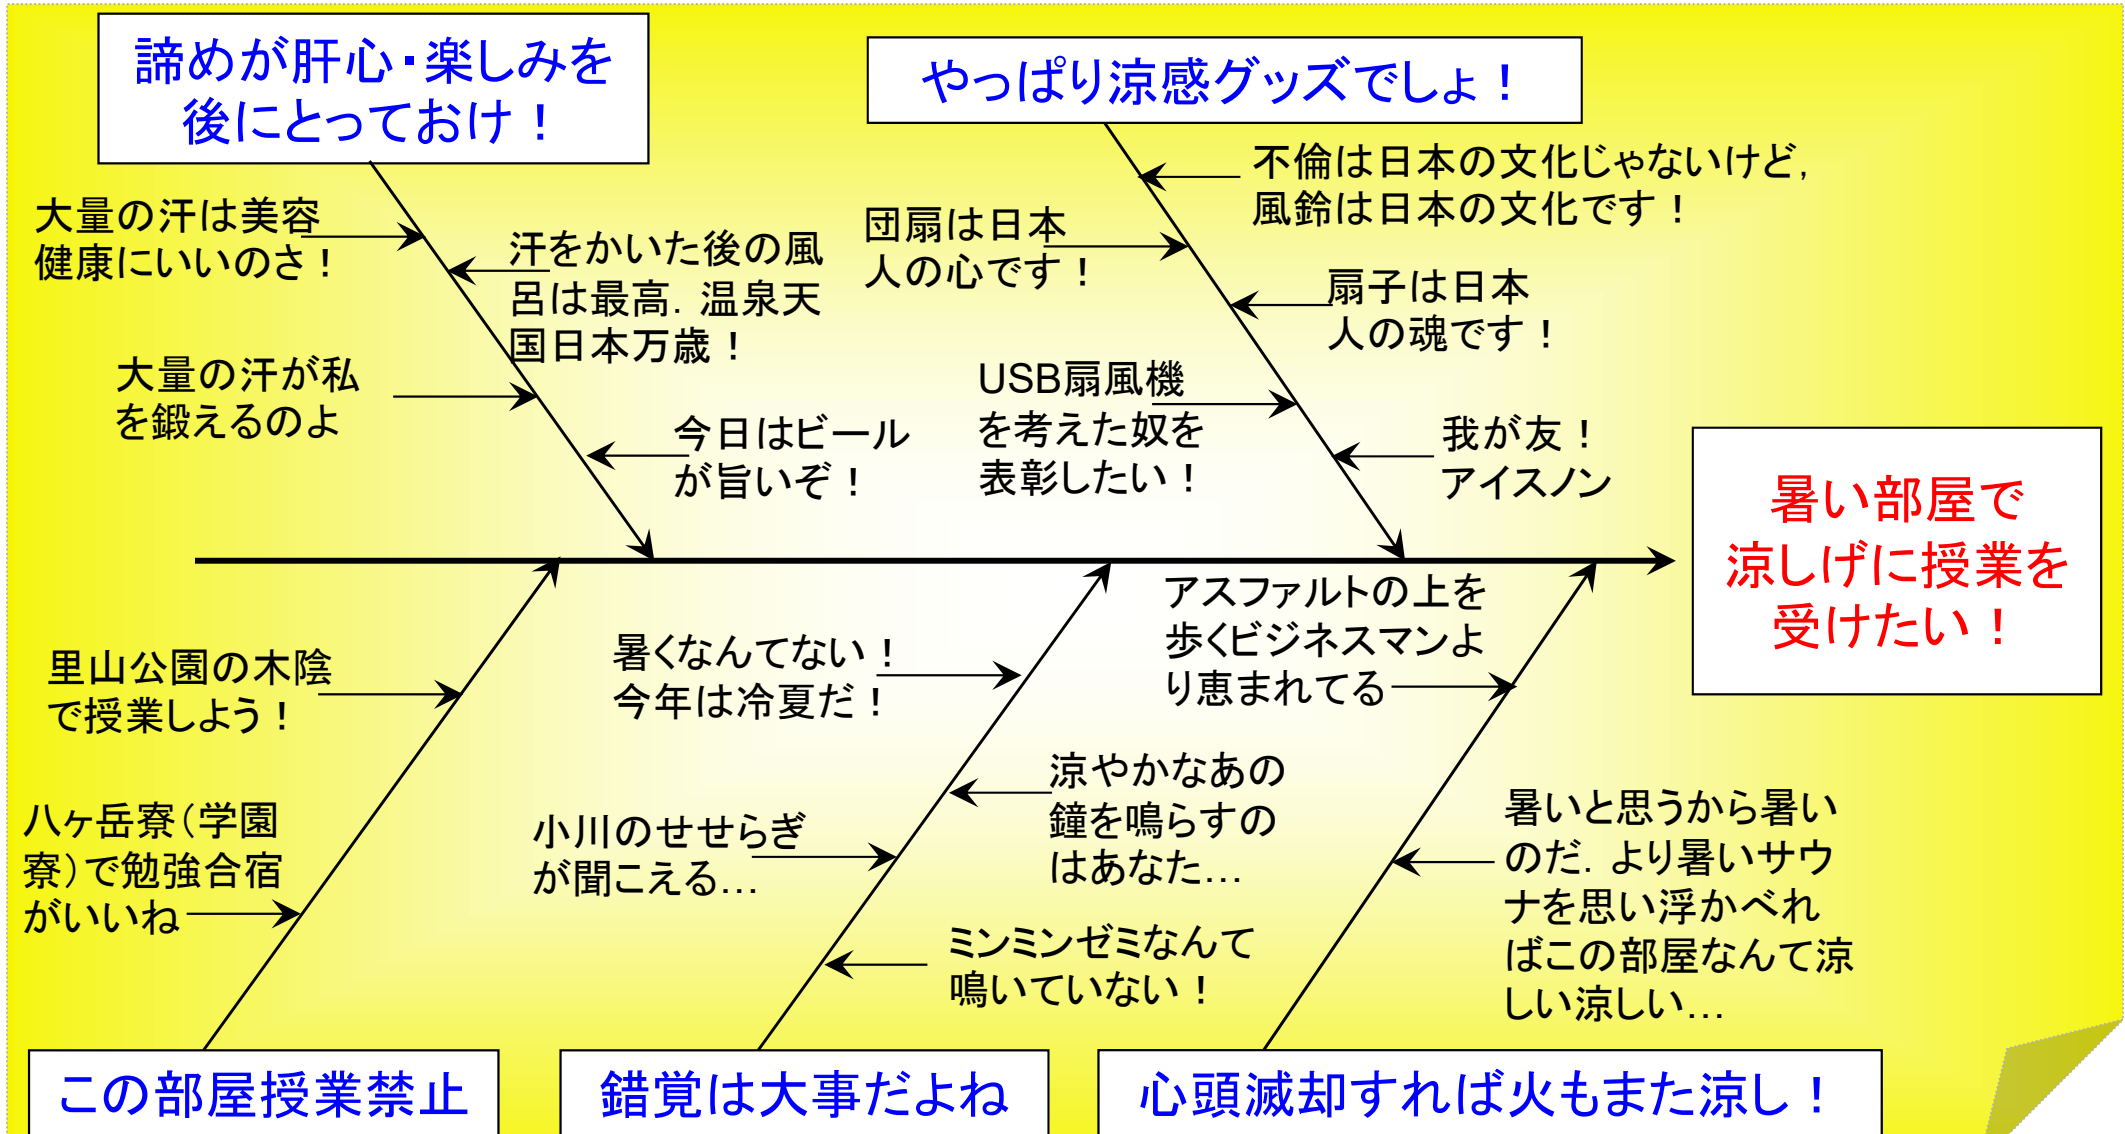 諦めが肝心・楽しみを
後にとっておけ！
やっぱり涼感グッズでしょ！
大量の汗は美容
健康にいいのさ！
汗をかいた後の風
呂は最高．温泉天
国日本万歳！
大量の汗が私
を鍛えるのよ
今日はビール
が旨いぞ！
不倫は日本の文化じゃないけど，
風鈴は日本の文化です！
団扇は日本
人の心です！
扇子は日本
人の魂です！
USB扇風機
を考えた奴を
表彰したい！
我が友！
アイスノン
暑い部屋で
涼しげに授業を
受けたい！
里山公園の木陰
で授業しよう！
八ヶ岳寮（学園
寮）で勉強合宿
がいいね
暑くなんてない！
今年は冷夏だ！
小川のせせらぎ
が聞こえる…
涼やかなあの
鐘を鳴らすの
はあなた…
ミンミンゼミなんて
鳴いていない！
アスファルトの上を
歩くビジネスマンよ
り恵まれてる
暑いと思うから暑い
のだ．より暑いサウ
ナを思い浮かべれ
ばこの部屋なんて涼
しい涼しい…
この部屋授業禁止
錯覚は大事だよね
心頭滅却すれば火もまた涼し！